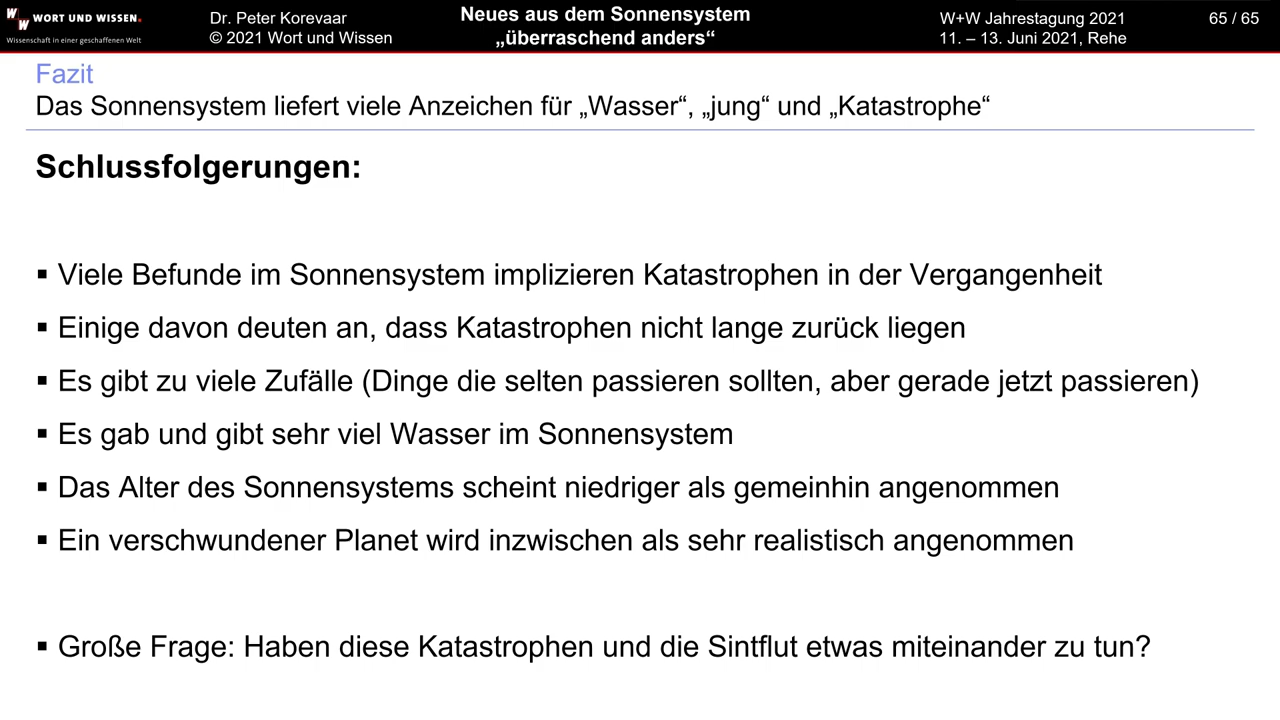 WORT UND WISSEN.
Wissenschaft in einer geschaffenen Welt
Dr. Peter Korevaar
© 2021 Wort und Wissen
Neues aus dem Sonnensystem
„überraschend anders“
W+W Jahrestagung 2021
11. – 13. Juni 2021, Rehe
65 / 65
Fazit
Das Sonnensystem liefert viele Anzeichen für „Wasser“, „jung“ und „Katastrophe“
Schlussfolgerungen:
▪ Viele Befunde im Sonnensystem implizieren Katastrophen in der Vergangenheit
▪ Einige davon deuten an, dass Katastrophen nicht lange zurück liegen
▪ Es gibt zu viele Zufälle (Dinge die selten passieren sollten, aber gerade jetzt passieren)
▪ Es gab und gibt sehr viel Wasser im Sonnensystem
▪ Das Alter des Sonnensystems scheint niedriger als gemeinhin angenommen
▪ Ein verschwundener Planet wird inzwischen als sehr realistisch angenommen
▪ Große Frage: Haben diese Katastrophen und die Sintflut etwas miteinander zu tun?